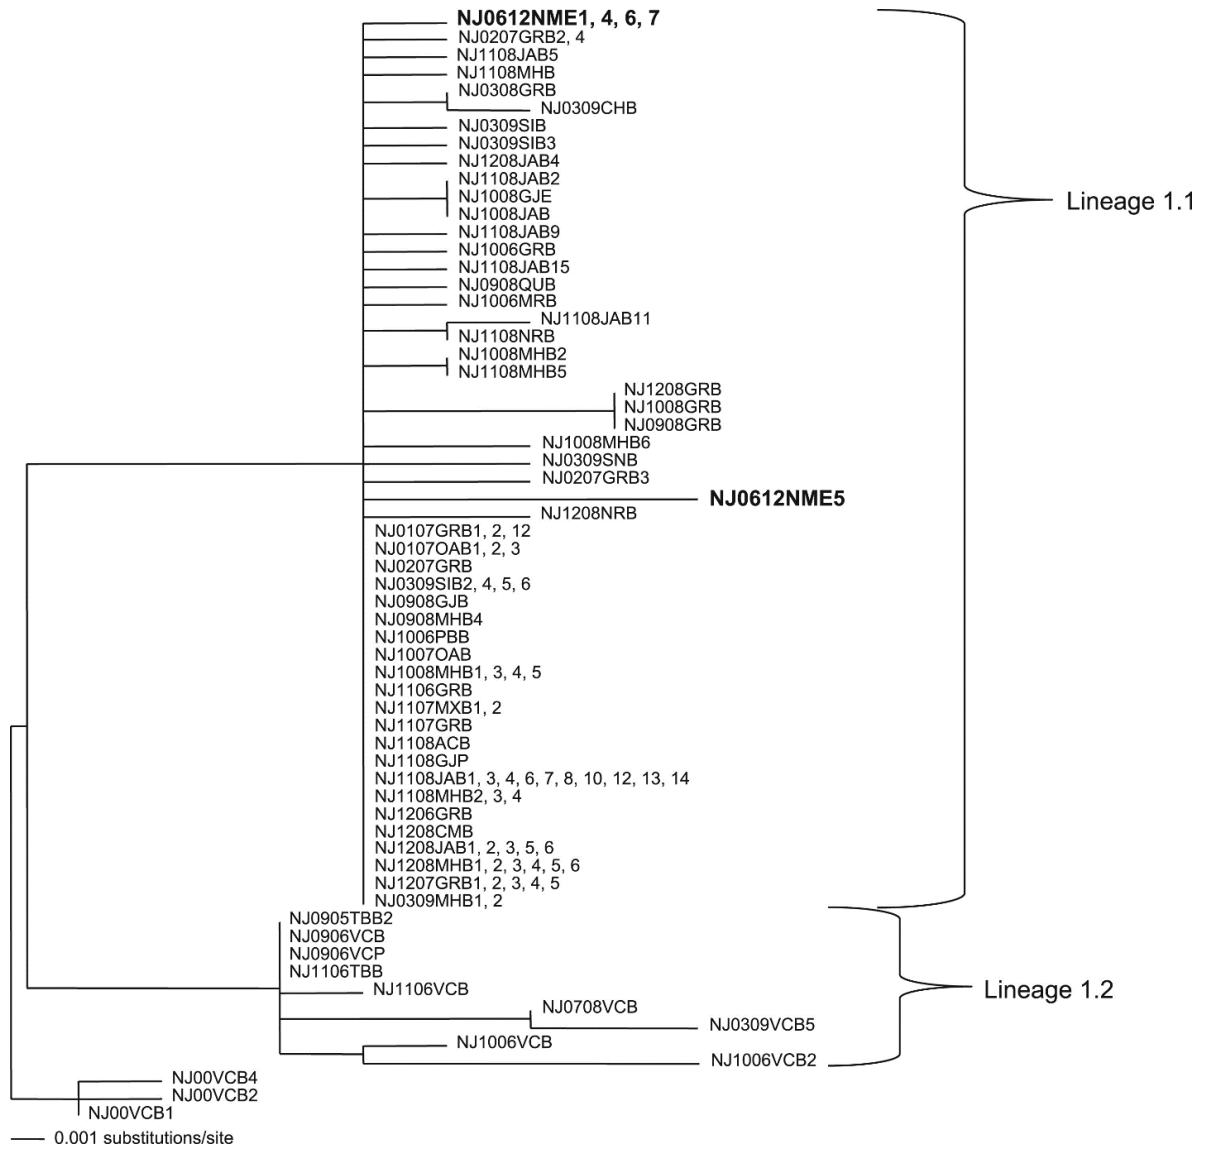 NJ0612NME1, 4, 6, 7
NJ0207GRB2, 4
NJ1108JAB5
NJ1108MHB
NJ0308GRB
NJ0309CHB
NJ0309SIB
NJ0309SIB3
NJ1208JAB4
NJ1108JAB2
NJ1008GJE
NJ1008JAB
Lineage 1.1
NJ1108JAB9
NJ1006GRB
NJ1108JAB15
NJ0908QUB
NJ1006MRB
NJ1108JAB11
NJ1108NRB
NJ1008MHB2
NJ1108MHB5
NJ1208GRB
NJ1008GRB
NJ0908GRB
NJ1008MHB6
NJ0309SNB
NJ0207GRB3
NJ0612NME5
NJ1208NRB
NJ0107GRB1, 2, 12
NJ0107OAB1, 2, 3
NJ0207GRB
NJ0309SIB2, 4, 5, 6
NJ0908GJB
NJ0908MHB4
NJ1006PBB
NJ1007OAB
NJ1008MHB1, 3, 4, 5
NJ1106GRB
NJ1107MXB1, 2
NJ1107GRB
NJ1108ACB
NJ1108GJP
NJ1108JAB1, 3, 4, 6, 7, 8, 10, 12, 13, 14
NJ1108MHB2, 3, 4
NJ1206GRB
NJ1208CMB
NJ1208JAB1, 2, 3, 5, 6
NJ1208MHB1, 2, 3, 4, 5, 6
NJ1207GRB1, 2, 3, 4, 5
NJ0309MHB1, 2
NJ0905TBB2
NJ0906VCB
NJ0906VCP
NJ1106TBB
NJ1106VCB
Lineage 1.2
NJ0708VCB
NJ0309VCB5
NJ1006VCB
NJ1006VCB2
NJ00VCB4
NJ00VCB2
NJ00VCB1
0.001 substitutions/site